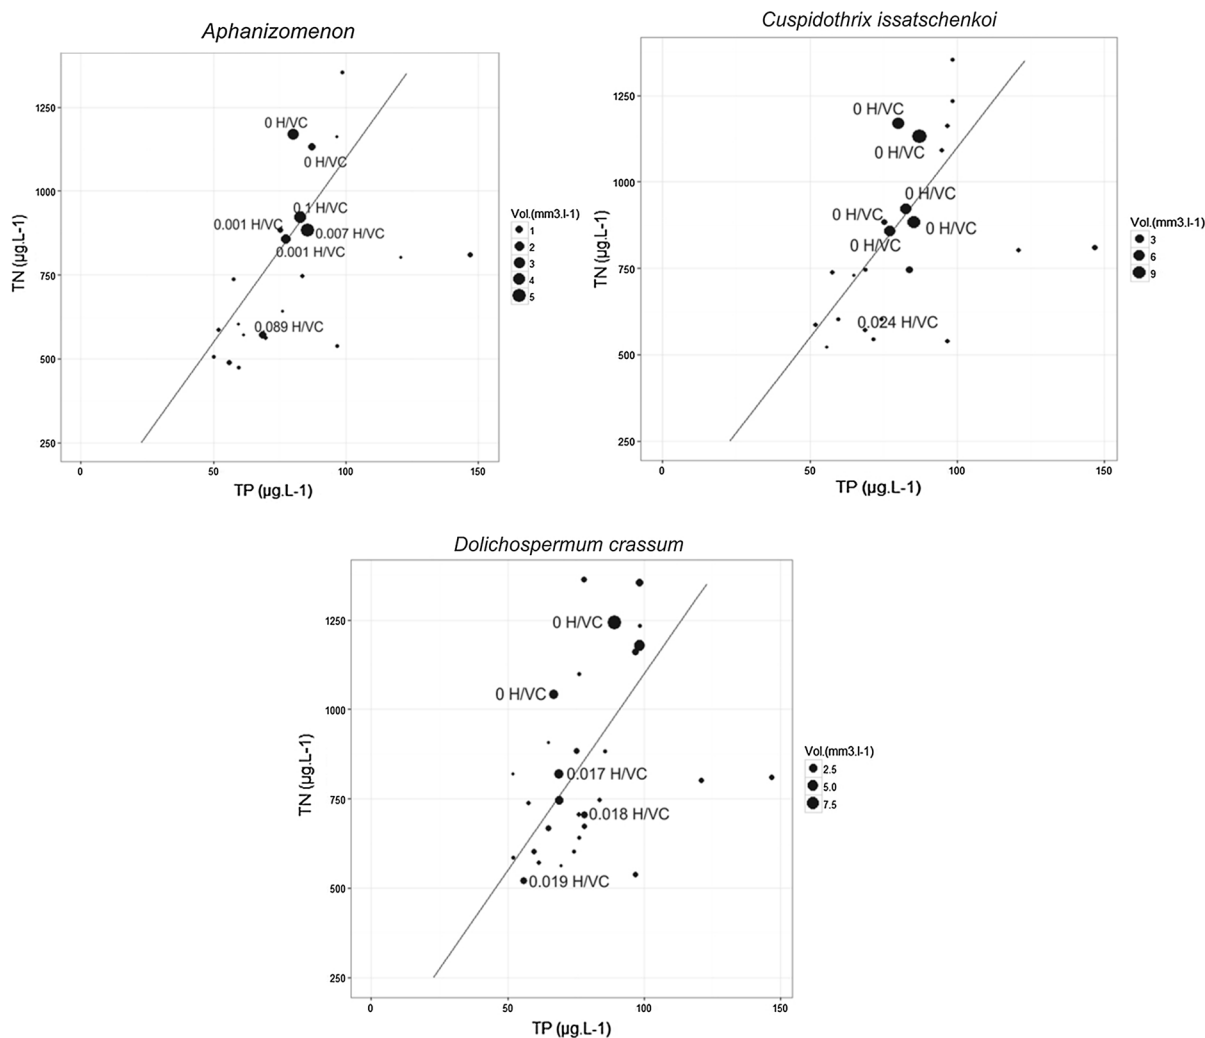 Aphanizomenon
1250
1000
750
500
250
0
50
100
150
TN (µg.L-1)
TP (µg.L-1)
0 H/VC
0 H/VC
0.1 H/VC
0.001 H/VC
0.007 H/VC
0.001 H/VC
0.089 H/VC
Vol.(mm3.l-1)
1
2
3
4
5
Cuspidothrix issatschenkoi
1250
1000
750
500
250
0
50
100
150
TN (µg.L-1)
TP (µg.L-1)
0 H/VC
0 H/VC
0 H/VC
0 H/VC
0 H/VC
0 H/VC
0.024 H/VC
Vol.(mm3.l-1)
3
6
9
Dolichospermum crassum
1250
1000
750
500
250
0
50
100
150
TN (µg.L-1)
TP (µg.L-1)
0 H/VC
0 H/VC
0.017 H/VC
0.018 H/VC
0.019 H/VC
Vol.(mm3.l-1)
2.5
5.0
7.5